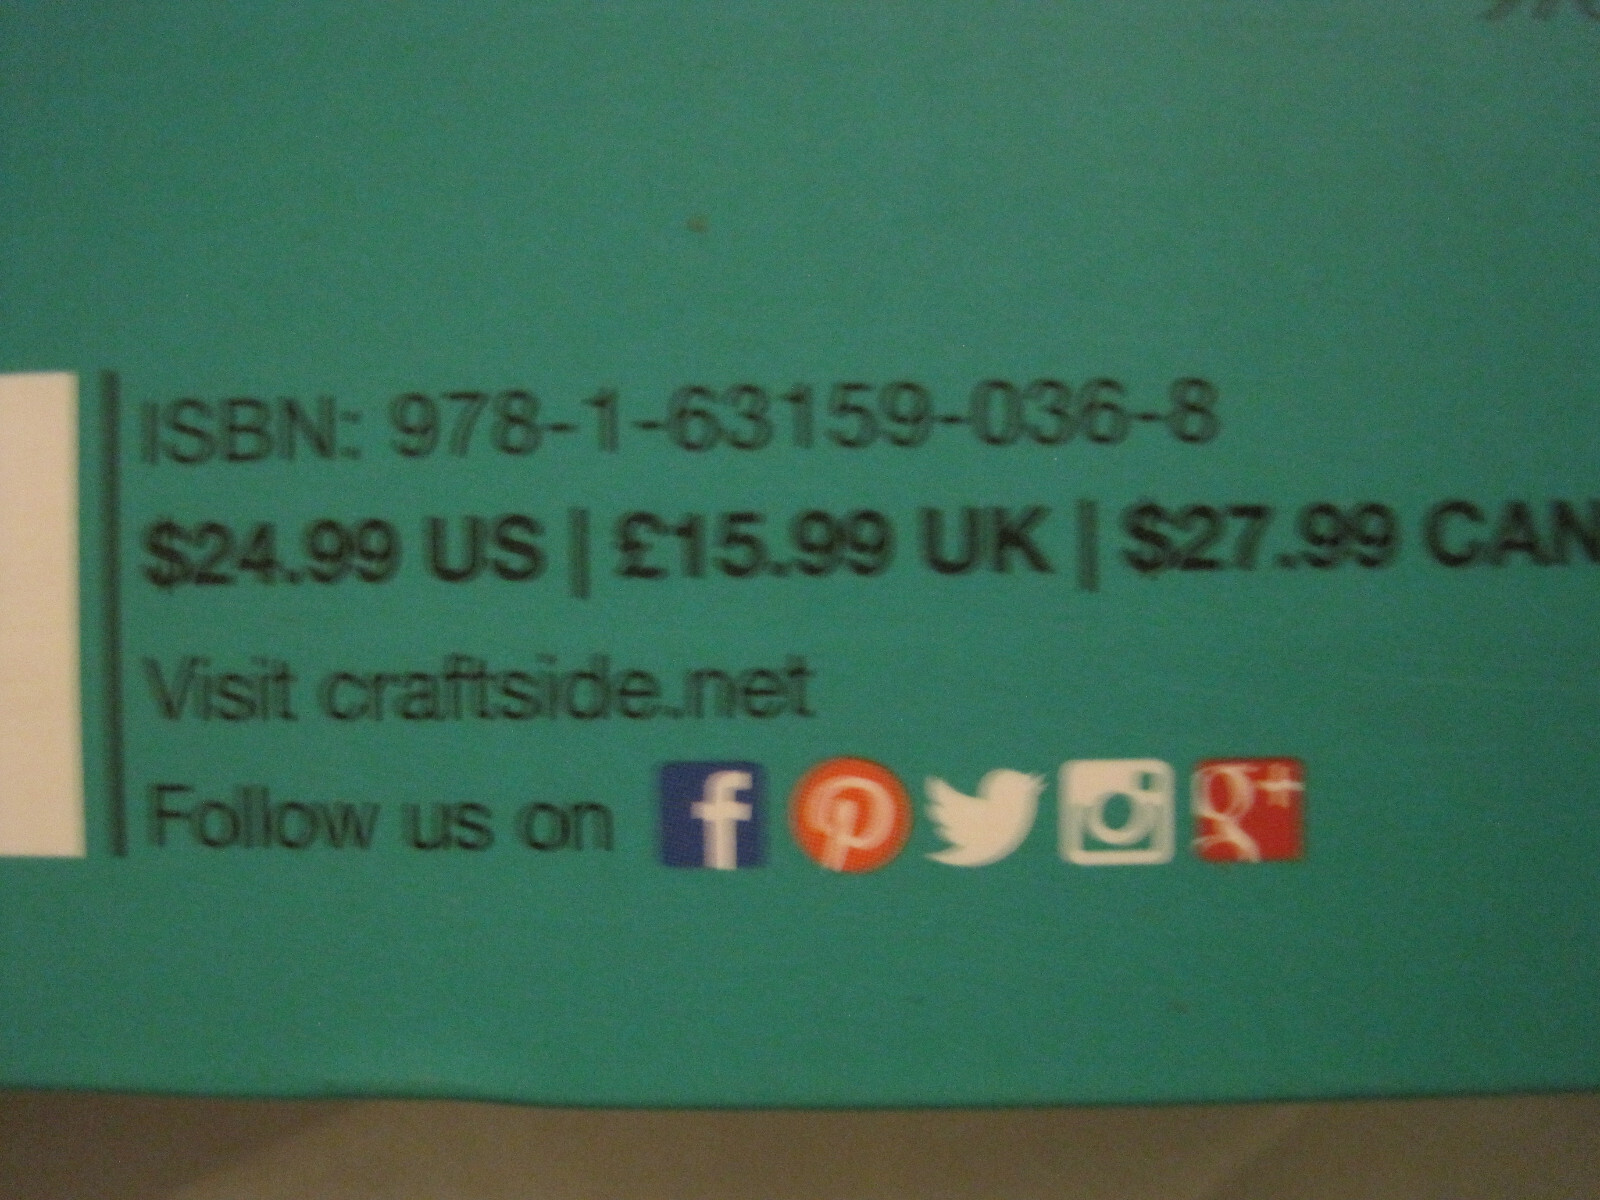 ISBN: 978-1-63159-036-8
$24.99 US | £15.99 UK | $27.99 CAN
Visit craftside.net
Follow us on f g+